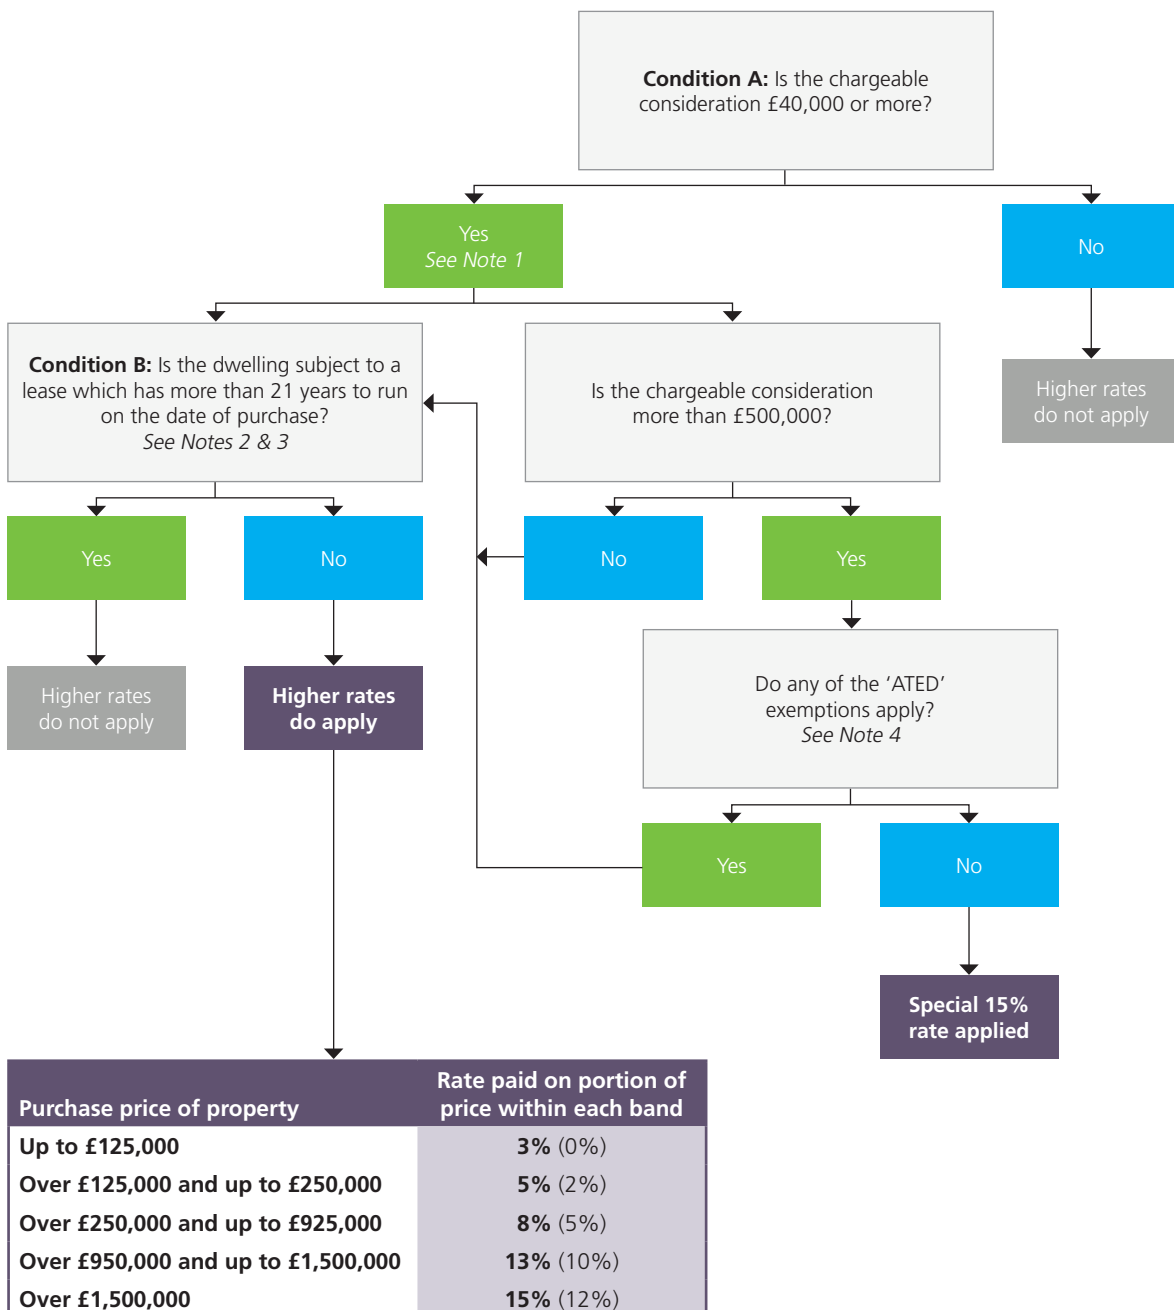 Condition A: Is the chargeable
consideration £40,000 or more?
Yes
See Note 1
No
Condition B: Is the dwelling subject to a
lease which has more than 21 years to run
on the date of purchase?
See Notes 2 & 3
Is the chargeable consideration
more than £500,000?
Higher rates
do not apply
Yes
No
No
Yes
Higher rates
do not apply
Higher rates
do apply
Do any of the ‘ATED’
exemptions apply?
See Note 4
Yes
No
Special 15%
rate applied
Purchase price of property
Rate paid on portion of
price within each band
Up to £125,000 3% (0%)
Over £125,000 and up to £250,000 5% (2%)
Over £250,000 and up to £925,000 8% (5%)
Over £950,000 and up to £1,500,000 13% (10%)
Over £1,500,000 15% (12%)